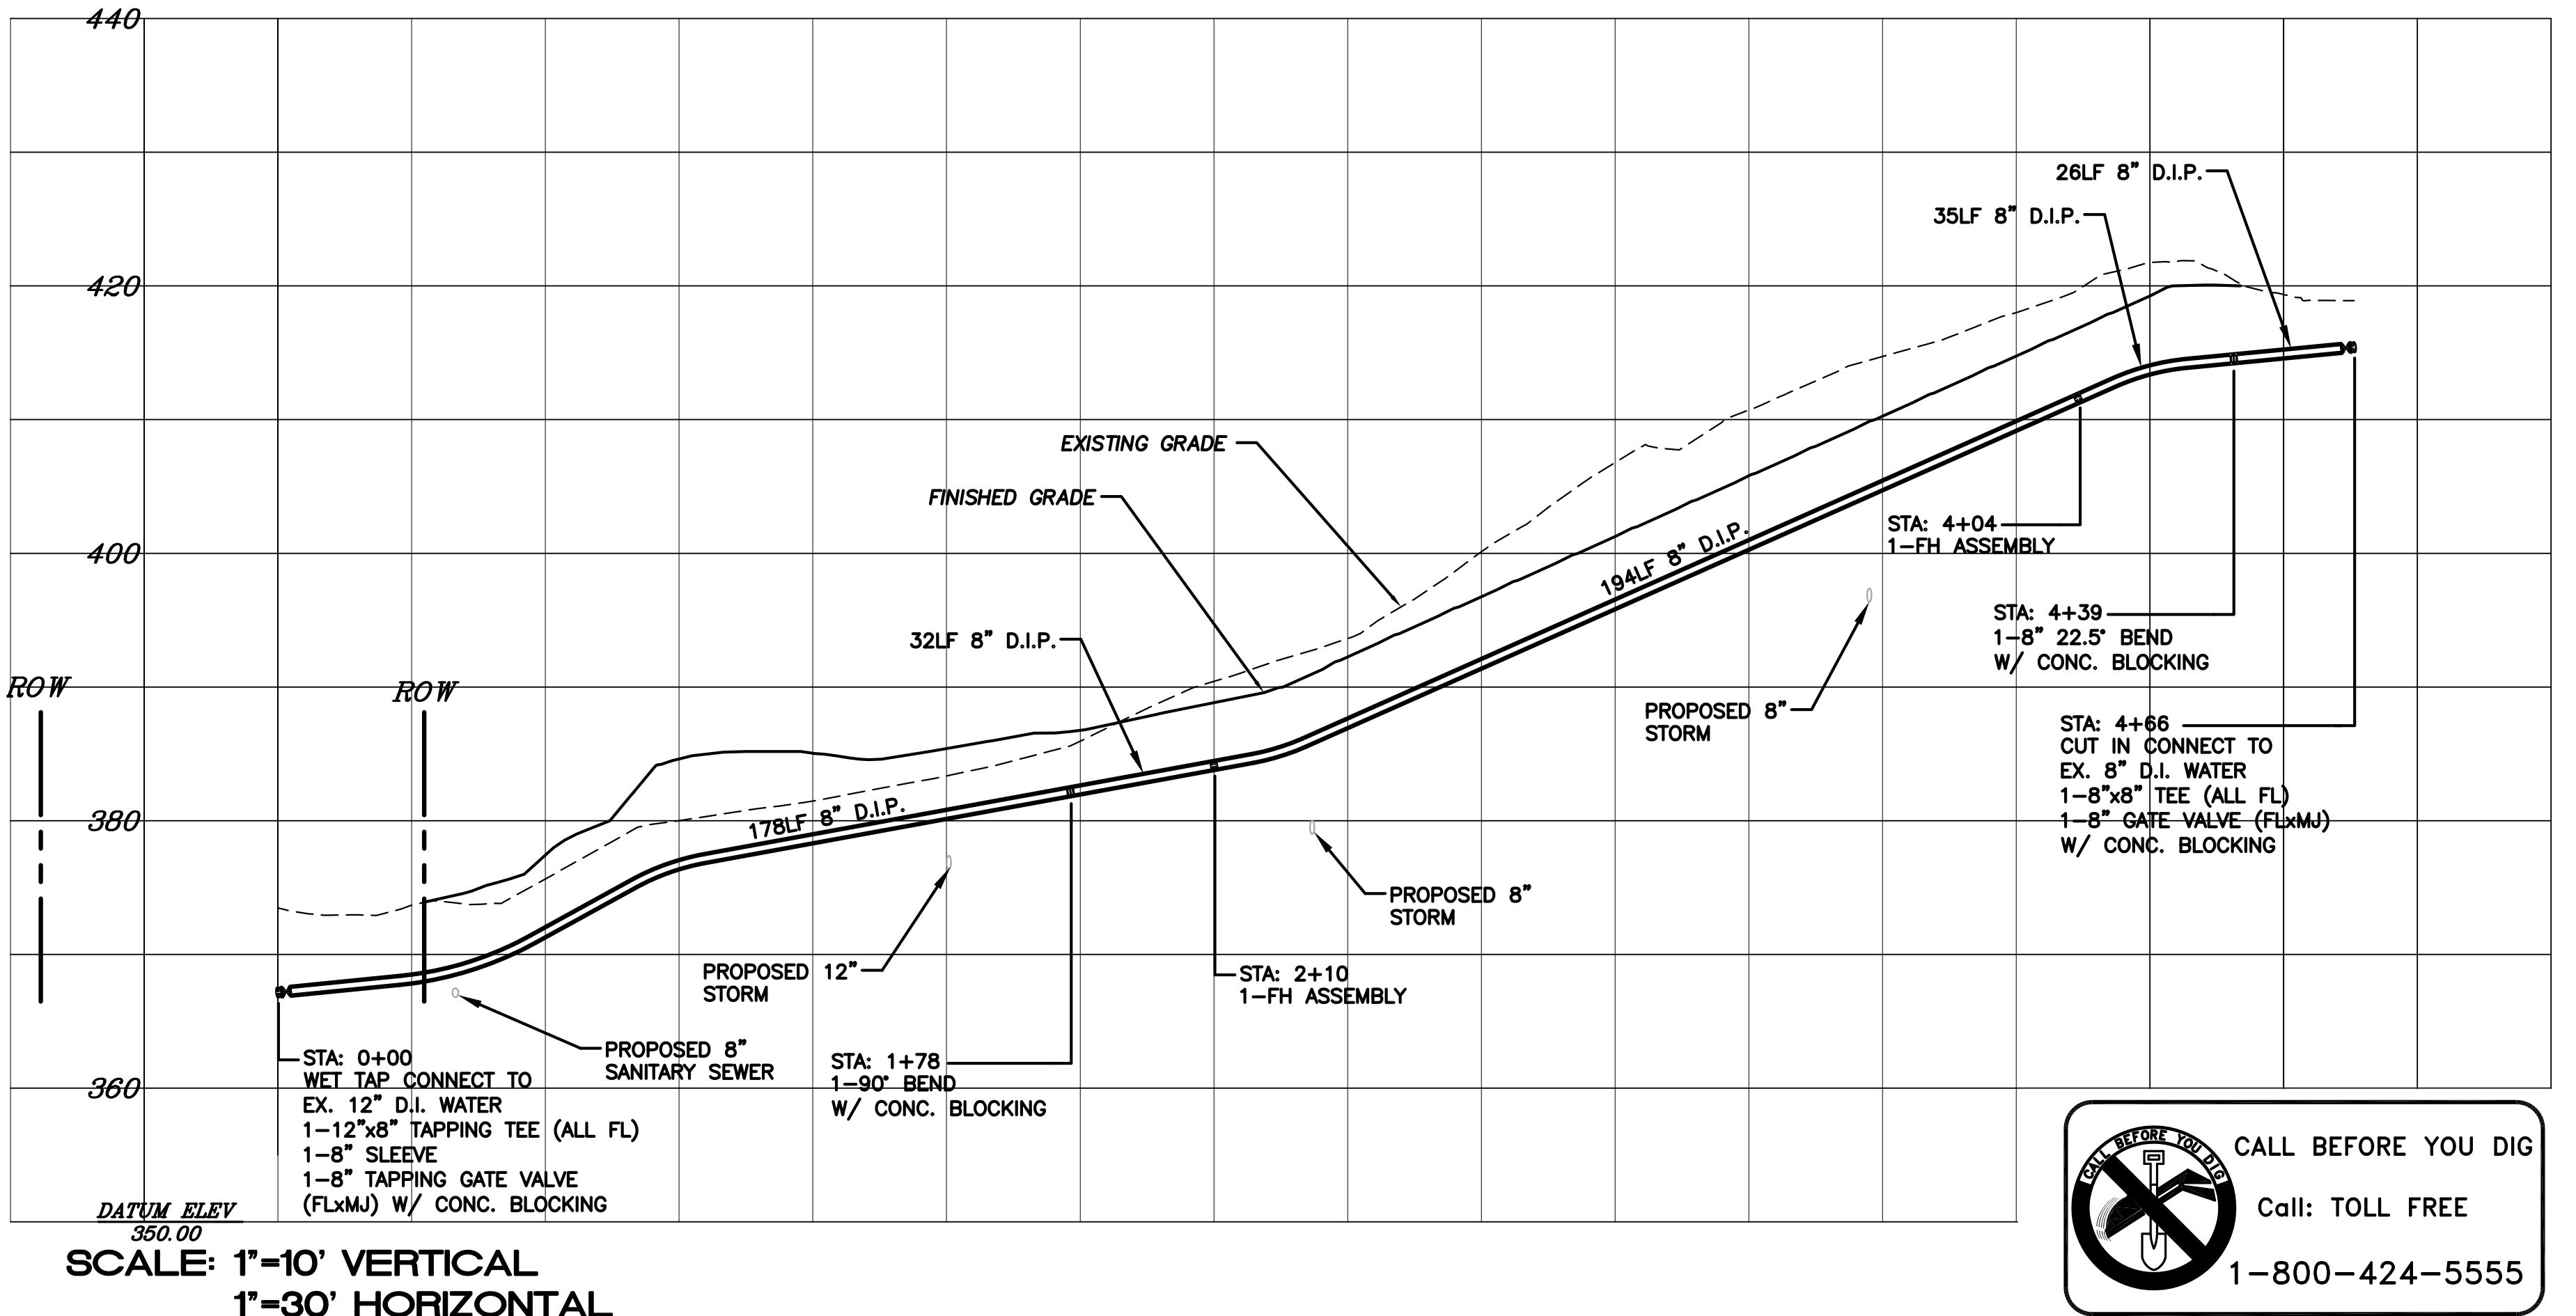 440
420
400
380
360
26LF 8" D.I.P.
35LF 8" D.I.P.
EXISTING GRADE
FINISHED GRADE
194LF 8" D.I.P.
STA: 4+04
1-FH ASSEMBLY
32LF 8" D.I.P.
STA: 4+39
1-8" 22.5° BEND
W/ CONC. BLOCKING
ROW
ROW
PROPOSED 8"
STORM
STA: 4+66
CUT IN CONNECT TO
EX. 8" D.I. WATER
1-8"x8" TEE (ALL FL)
1-8" GATE VALVE (FLxMJ)
W/ CONC. BLOCKING
178LF 8" D.I.P.
PROPOSED 8"
STORM
PROPOSED 12"
STORM
STA: 2+10
1-FH ASSEMBLY
PROPOSED 8"
SANITARY SEWER
STA: 1+78
1-90° BEND
W/ CONC. BLOCKING
STA: 0+00
WET TAP CONNECT TO
EX. 12" D.I. WATER
1-12"x8" TAPPING TEE (ALL FL)
1-8" SLEEVE
1-8" TAPPING GATE VALVE
(FLxMJ) W/ CONC. BLOCKING
DATUM ELEV
350.00
SCALE: 1"=10' VERTICAL
1"=30' HORIZONTAL
CALL BEFORE YOU DIG
CALL BEFORE YOU DIG
Call: TOLL FREE
1-800-424-5555